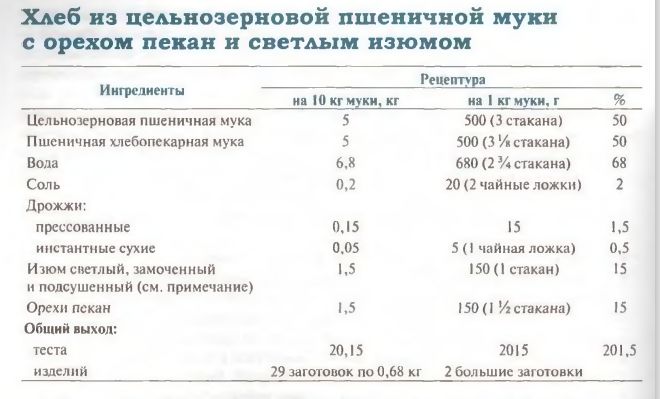 Хлеб из цельнозерновой пшеничной муки
с орехом пекан и светлым изюмом
Ингредиенты Рецептура
на 10 кг муки, кг на 1 кг муки, г %
Цельнозерновая пшеничная мука 5 500 (3 стакана) 50
Пшеничная хлебопекарная мука 5 500 (3 ⅛ стакана) 50
Вода 6,8 680 (2 ¾ стакана) 68
Соль 0,2 20 (2 чайные ложки) 2
Дрожжи:
прессованные 0,15 15 1,5
инстантные сухие 0,05 5 (1 чайная ложка) 0,5
Изюм светлый, замоченный 1,5 150 (1 стакан) 15
и подсушенный (см. примечание)
Орехи пекан 1,5 150 (1 ½ стакана) 15
Общий выход:
теста 20,15 2015 201,5
изделий 29 заготовок по 0,68 кг 2 большие заготовки